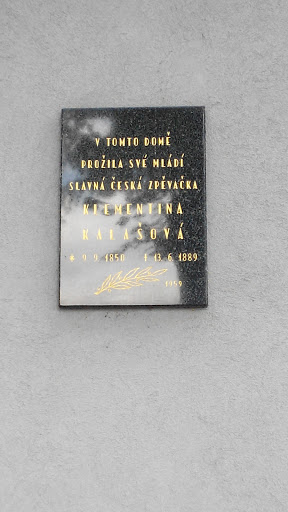 V TOMTO DOMĚ
PROŽILA SVÉ MLÁDÍ
SLAVNÁ ČESKÁ ZPĚVAČKA
KLEMENTINA
KALAŠOVÁ
* 9. 9. 1850 † 13. 6. 1889
1959